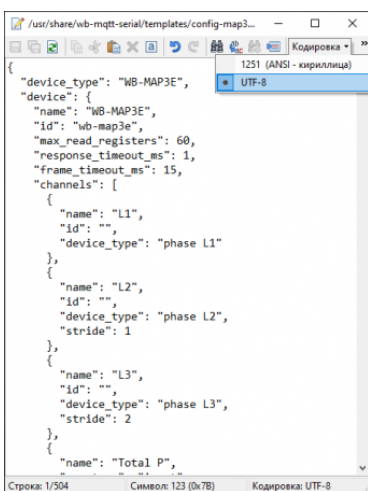 /usr/share/wb-mqtt-serial/templates/config-map3...
Кодировка
1251 (ANSI - кириллица)
UTF-8
{
"device_type": "WB-MAP3E",
"device": {
"name": "WB-MAP3E",
"id": "wb-map3e",
"max_read_registers": 60,
"response_timeout_ms": 1,
"frame_timeout_ms": 15,
"channels": [
{
"name": "L1",
"id": "",
"device_type": "phase L1"
},
{
"name": "L2",
"id": "",
"device_type": "phase L2",
"stride": 1
},
{
"name": "L3",
"id": "",
"device_type": "phase L3",
"stride": 2
},
{
"name": "Total P",
Строка: 1/504 Символ: 123 (0x7B) Кодировка: UTF-8